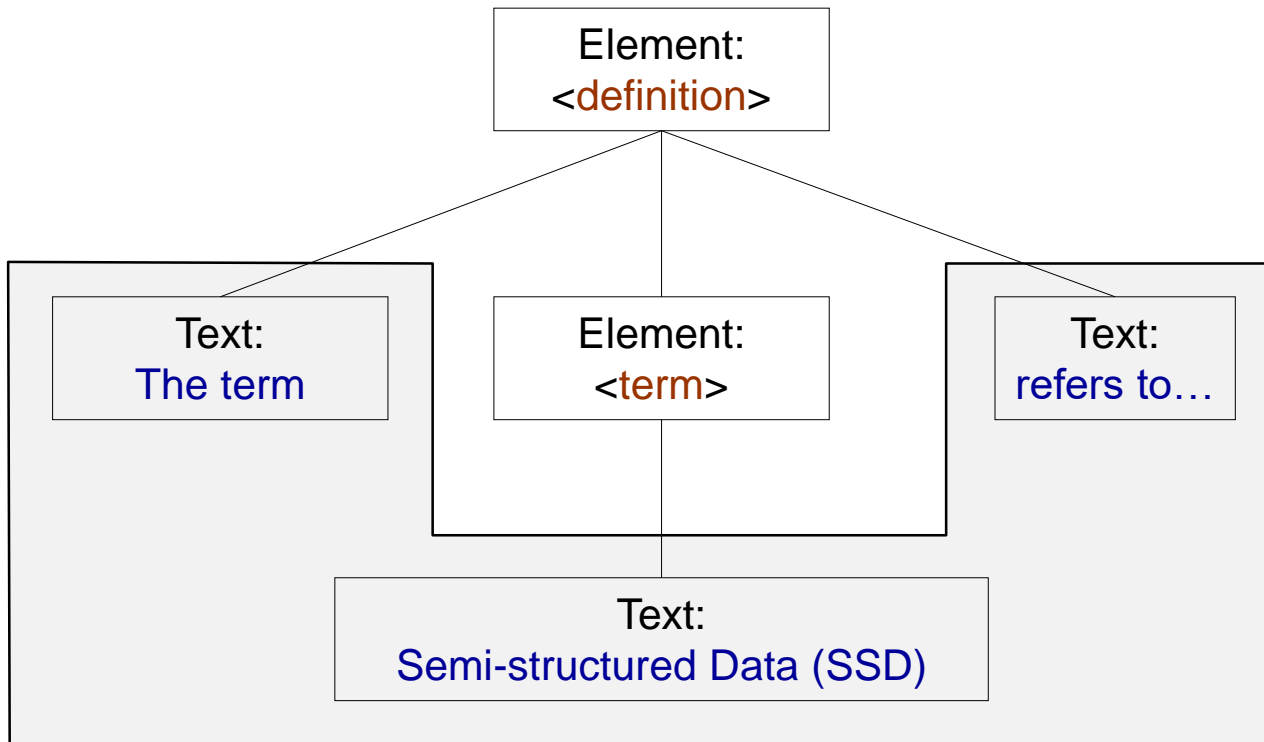 Element:
<definition>
Text:
The term
Element:
<term>
Text:
refers to…
Text:
Semi-structured Data (SSD)